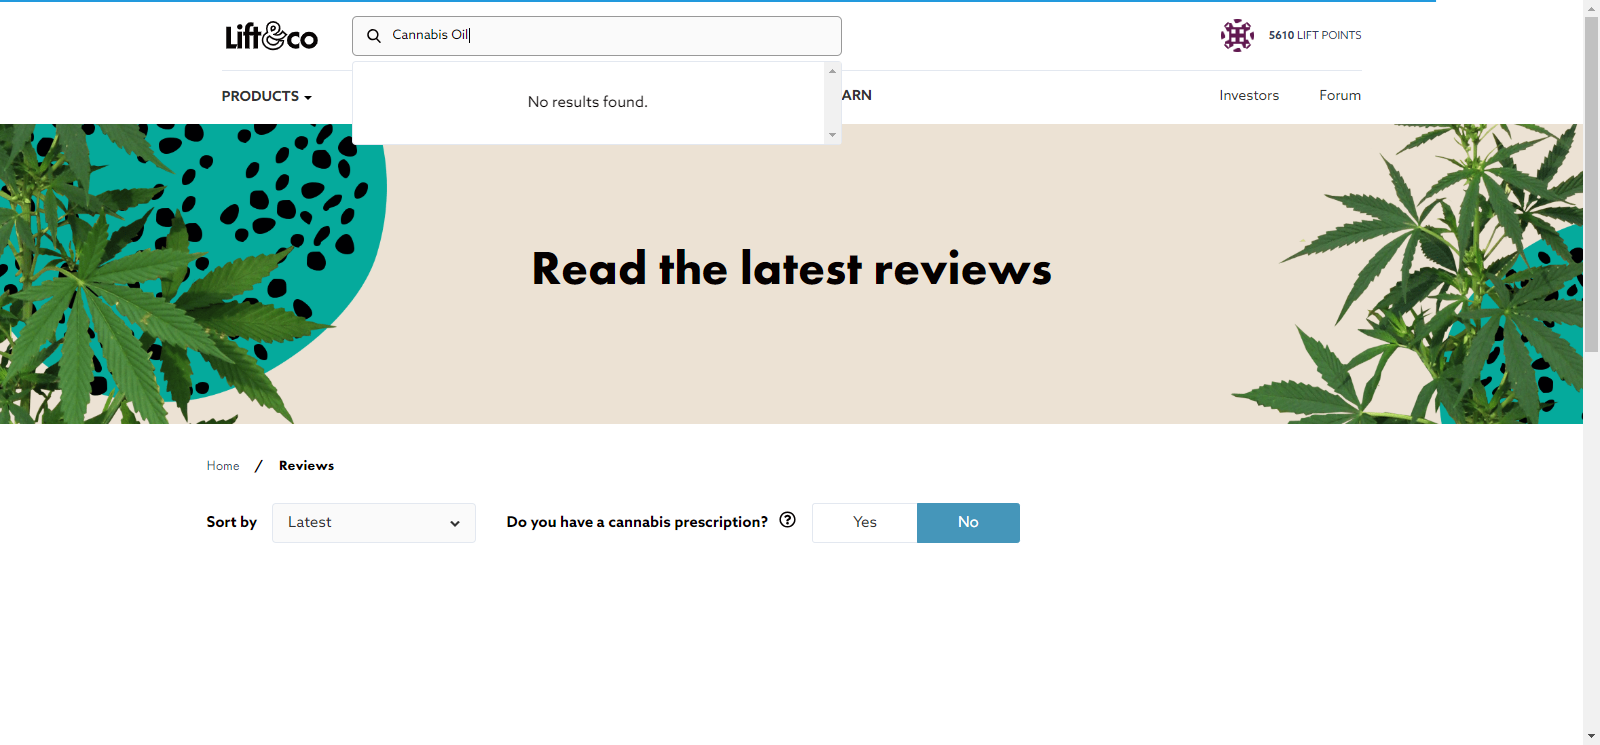 Lift&co
Cannabis Oil
5610 LIFT POINTS
No results found.
PRODUCTS
ARN
Investors
Forum
Read the latest reviews
Home / Reviews
Sort by Latest Do you have a cannabis prescription? ? Yes No